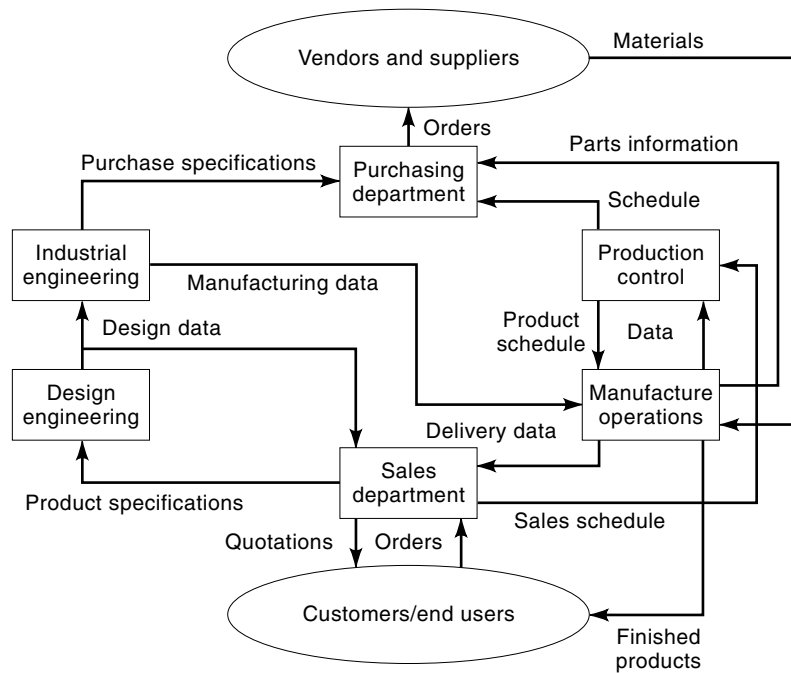 Materials
Vendors and suppliers
Orders
Parts information
Purchase specifications
Purchasing
department
Schedule
Industrial
engineering
Production
control
Manufacturing data
Design data
Product
schedule
Data
Design
engineering
Manufacture
operations
Delivery data
Sales
department
Product specifications
Sales schedule
Quotations
Orders
Customers/end users
Finished
products